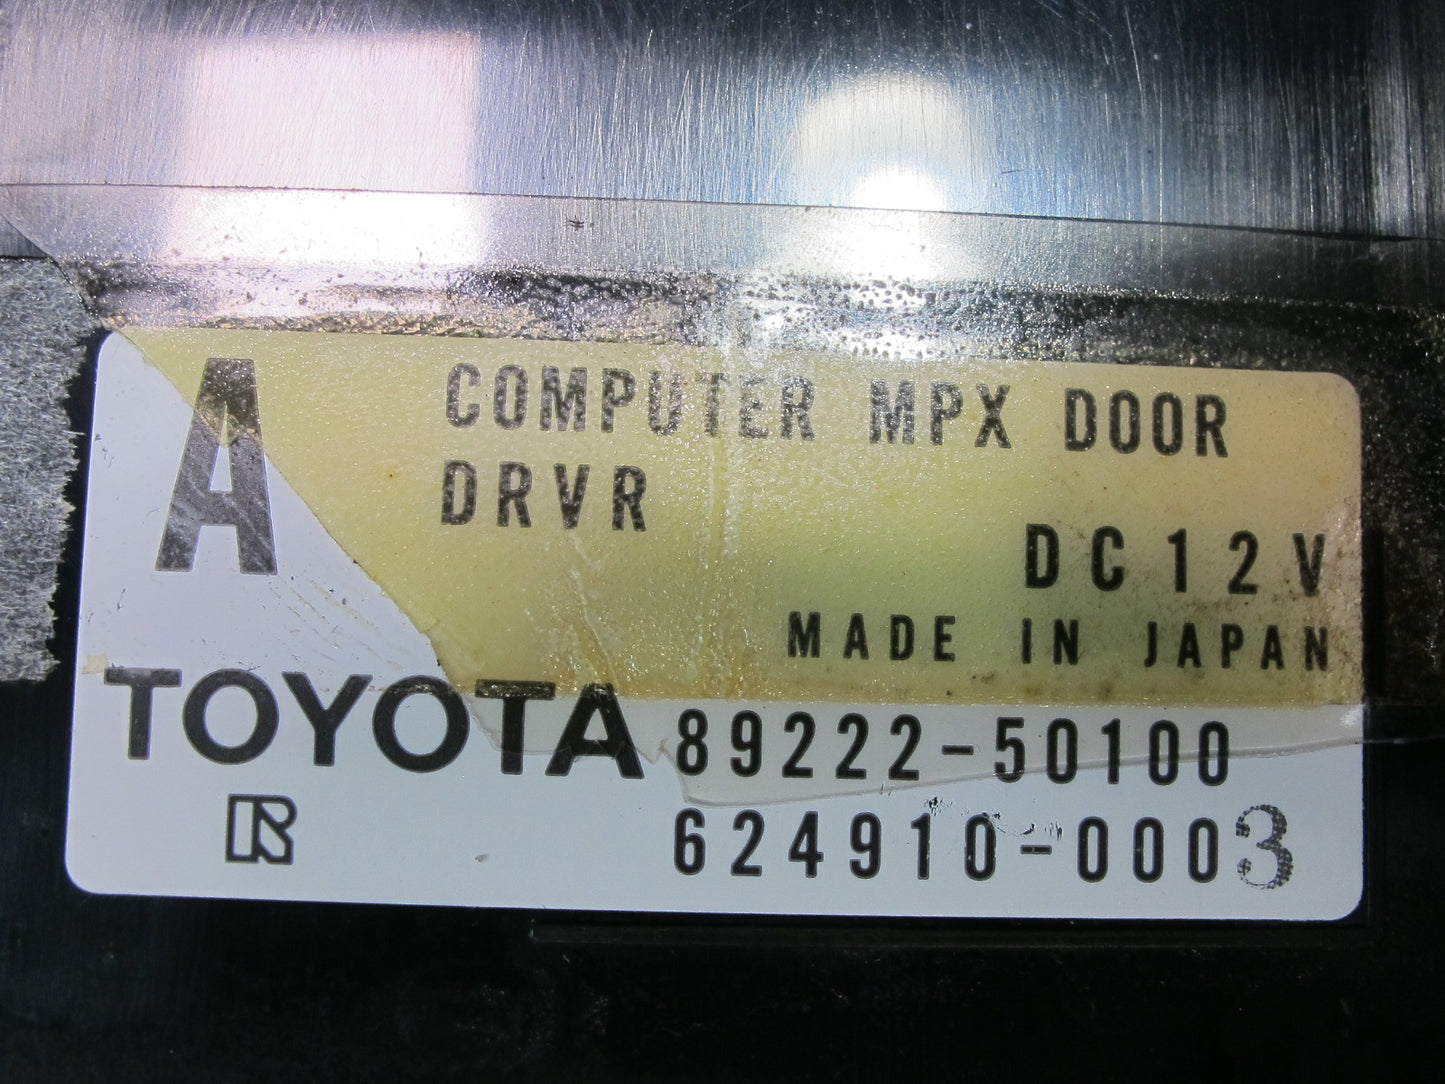 A
COMPUTER MPX DOOR
DRVR
DC12V
MADE IN JAPAN
TOYOTA 89222-50100
R 624910-0003